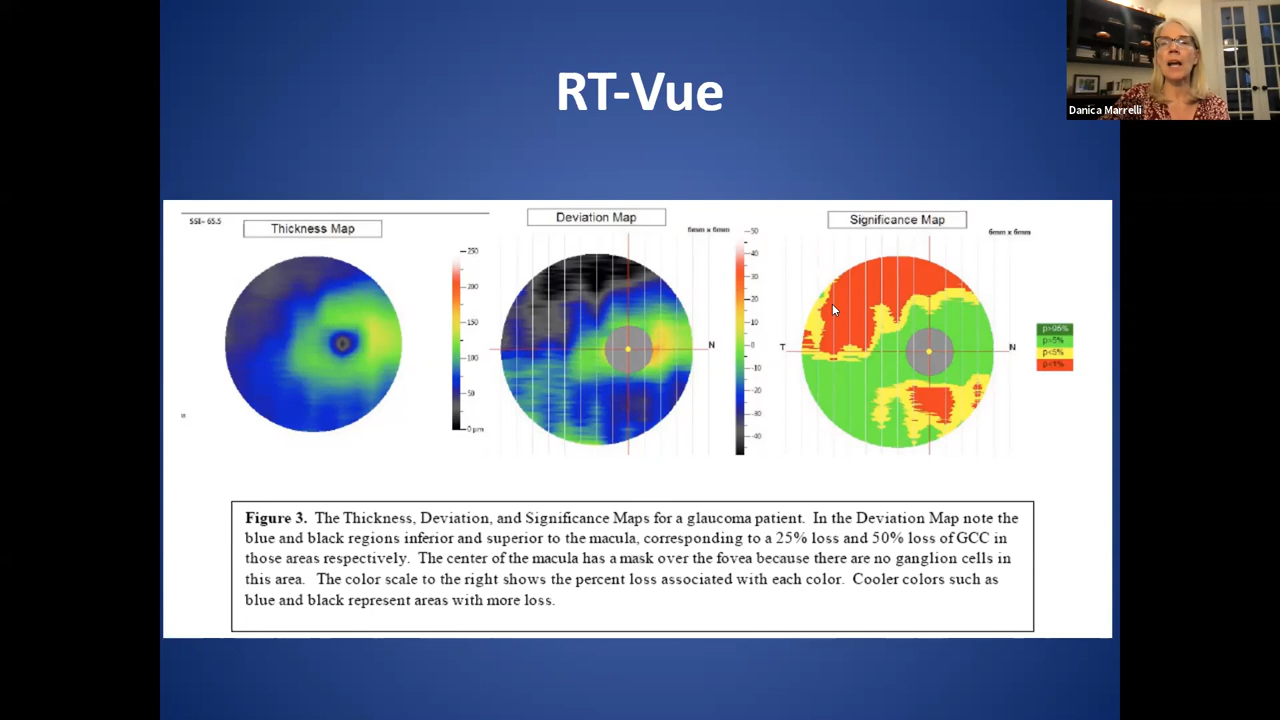 RT-Vue
Danica Marrelli
SSI= 65.5
Thickness Map
Deviation Map
Significance Map
6mm x 6mm
6mm x 6mm
250
200
150
100
50
0 µm
N
50
40
30
20
10
0
-10
-20
-30
-40
T
N
p>95%
p>5%
p<5%
p<1%
Figure 3. The Thickness, Deviation, and Significance Maps for a glaucoma patient. In the Deviation Map note the
blue and black regions inferior and superior to the macula, corresponding to a 25% loss and 50% loss of GCC in
those areas respectively. The center of the macula has a mask over the fovea because there are no ganglion cells in
this area. The color scale to the right shows the percent loss associated with each color. Cooler colors such as
blue and black represent areas with more loss.